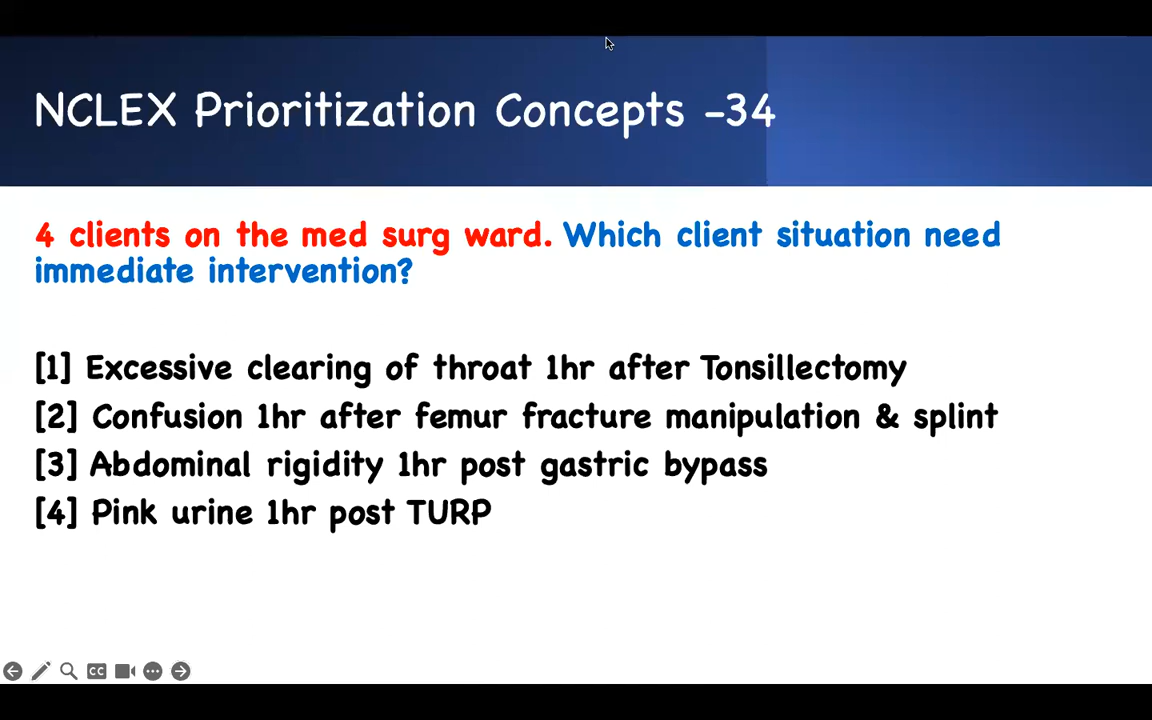 NCLEX Prioritization Concepts -34
4 clients on the med surg ward. Which client situation need
immediate intervention?
[1] Excessive clearing of throat 1hr after Tonsillectomy
[2] Confusion 1hr after femur fracture manipulation & splint
[3] Abdominal rigidity 1hr post gastric bypass
[4] Pink urine 1hr post TURP
CC